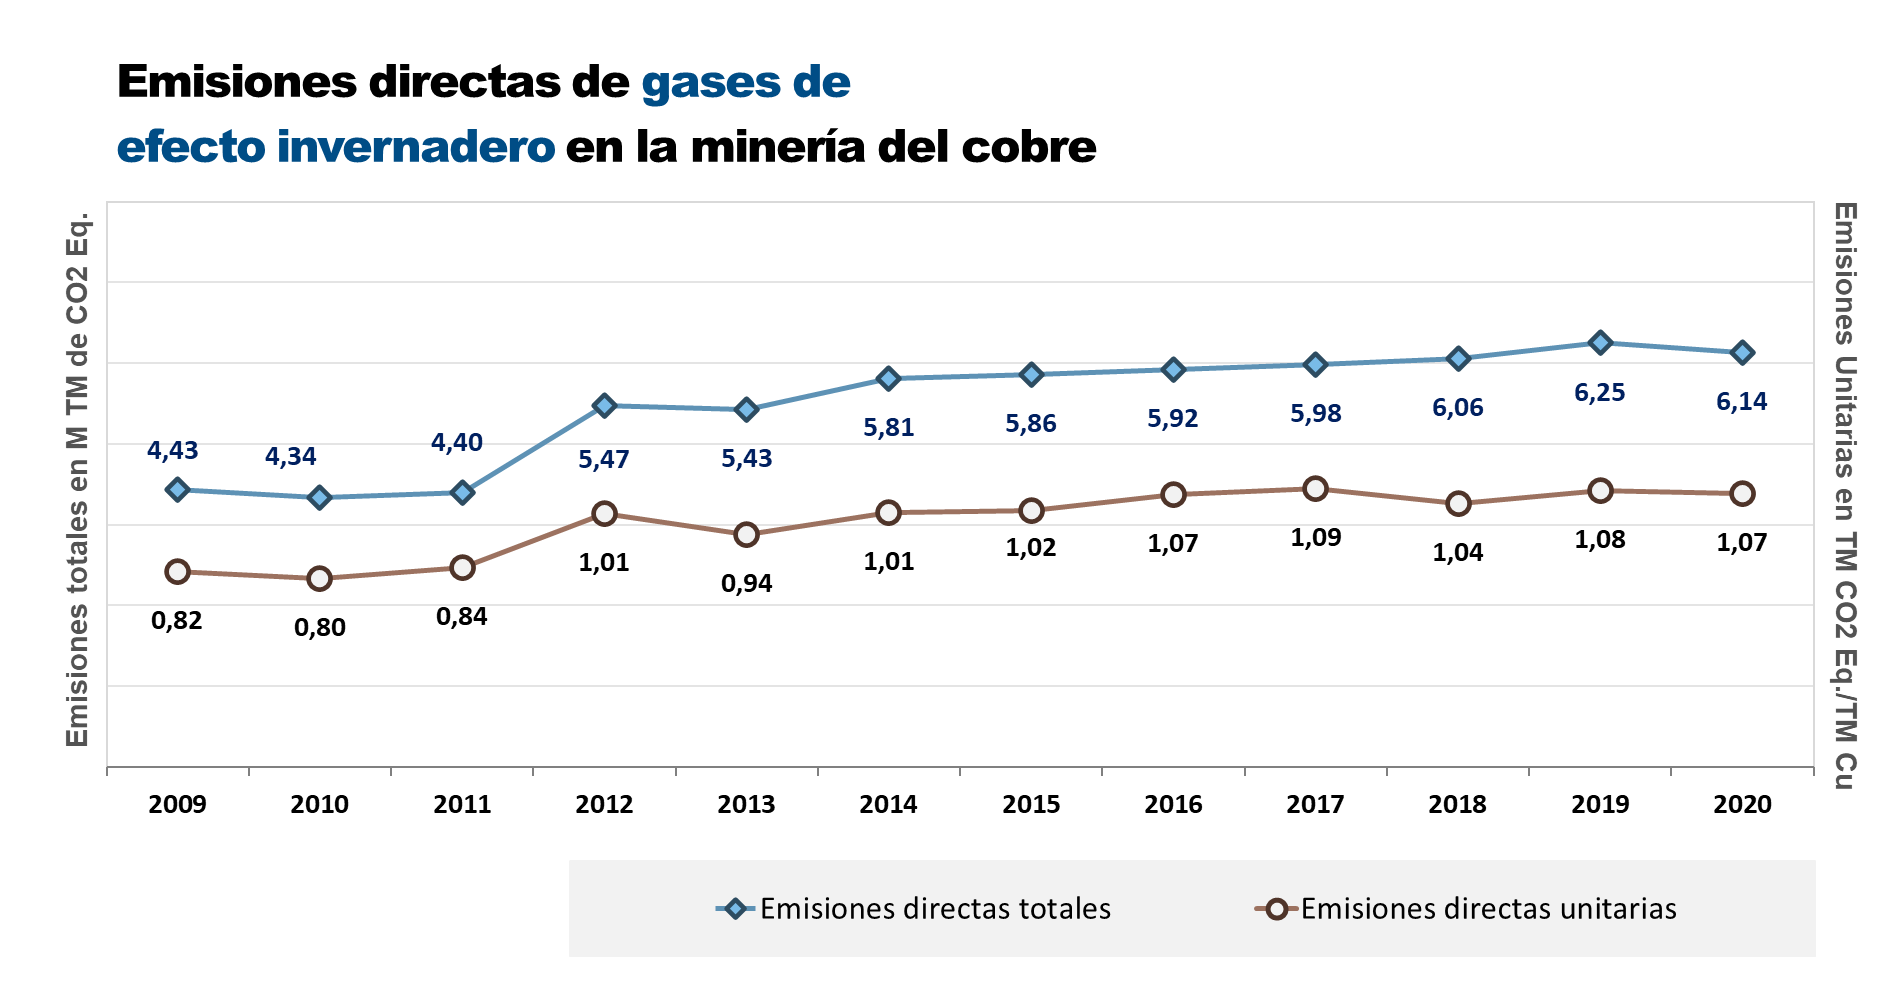 Emisiones directas de gases de
efecto invernadero en la minería del cobre
Emisiones totales en M TM de CO2 Eq.
Emisiones Unitarias en TM CO2 Eq./TM Cu
4,43 4,34 4,40 5,47 5,43 5,81 5,86 5,92 5,98 6,06 6,25 6,14
0,82 0,80 0,84 1,01 0,94 1,01 1,02 1,07 1,09 1,04 1,08 1,07
2009 2010 2011 2012 2013 2014 2015 2016 2017 2018 2019 2020
Emisiones directas totales Emisiones directas unitarias